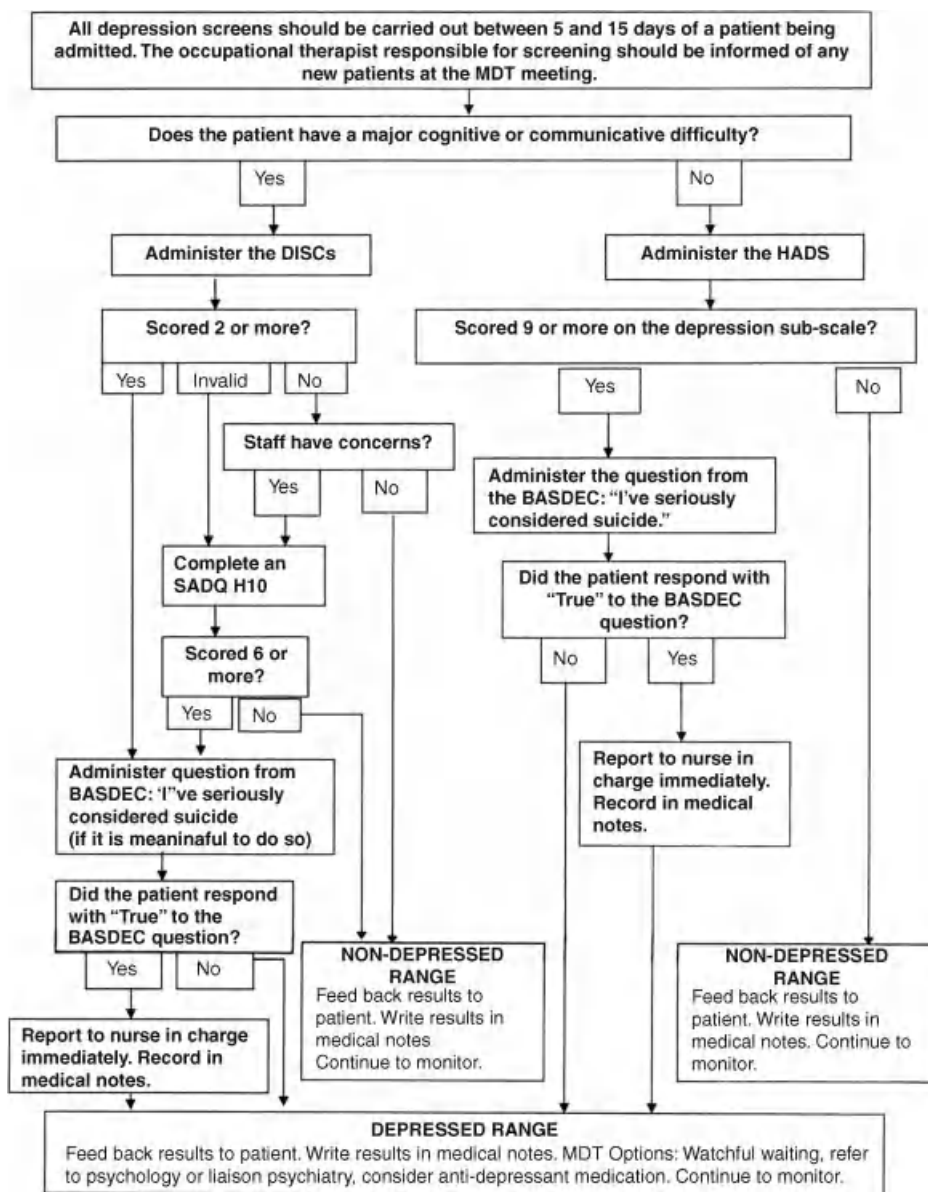 All depression screens should be carried out between 5 and 15 days of a patient being
admitted. The occupational therapist responsible for screening should be informed of any
new patients at the MDT meeting.
Does the patient have a major cognitive or communicative difficulty?
Yes
No
Administer the DISCs
Administer the HADS
Scored 2 or more?
Scored 9 or more on the depression sub-scale?
Yes
Invalid
No
Yes
No
Staff have concerns?
Yes
No
Administer the question from
the BASDEC: “I've seriously
considered suicide.”
Complete an
SADQ H10
Did the patient respond with
“True” to the BASDEC
question?
Scored 6 or
more?
No
Yes
Yes
No
Report to nurse in
charge immediately.
Record in medical
notes.
Administer question from
BASDEC: ‘I"ve seriously
considered suicide
(if it is meaninaful to do so)
Did the patient respond
with “True” to the
BASDEC question?
Yes
No
NON-DEPRESSED
RANGE
Feed back results to
patient. Write results in
medical notes
Continue to monitor.
NON-DEPRESSED
RANGE
Feed back results to
patient. Write results in
medical notes. Continue to
monitor.
Report to nurse in charge
immediately. Record in
medical notes.
DEPRESSED RANGE
Feed back results to patient. Write results in medical notes. MDT Options: Watchful waiting, refer
to psychology or liaison psychiatry, consider anti-depressant medication. Continue to monitor.